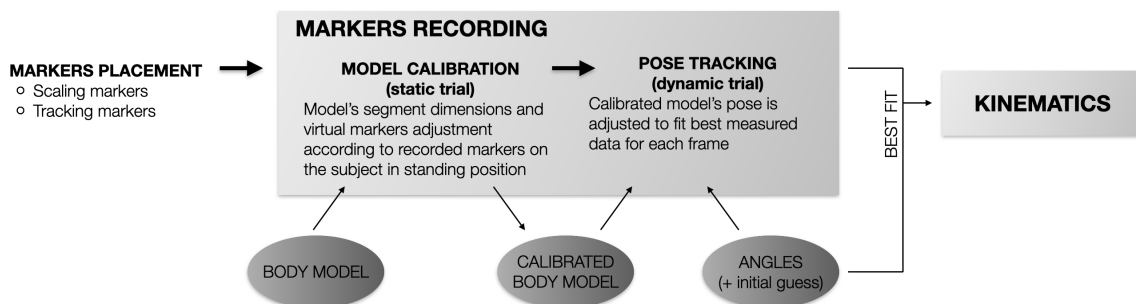 MARKERS PLACEMENT
Scaling markers
Tracking markers
MARKERS RECORDING
MODEL CALIBRATION
(static trial)
Model's segment dimensions and
virtual markers adjustment
according to recorded markers on
the subject in standing position
POSE TRACKING
(dynamic trial)
Calibrated model's pose is
adjusted to fit best measured
data for each frame
BEST FIT
KINEMATICS
BODY MODEL
CALIBRATED
BODY MODEL
ANGLES
(+ initial guess)